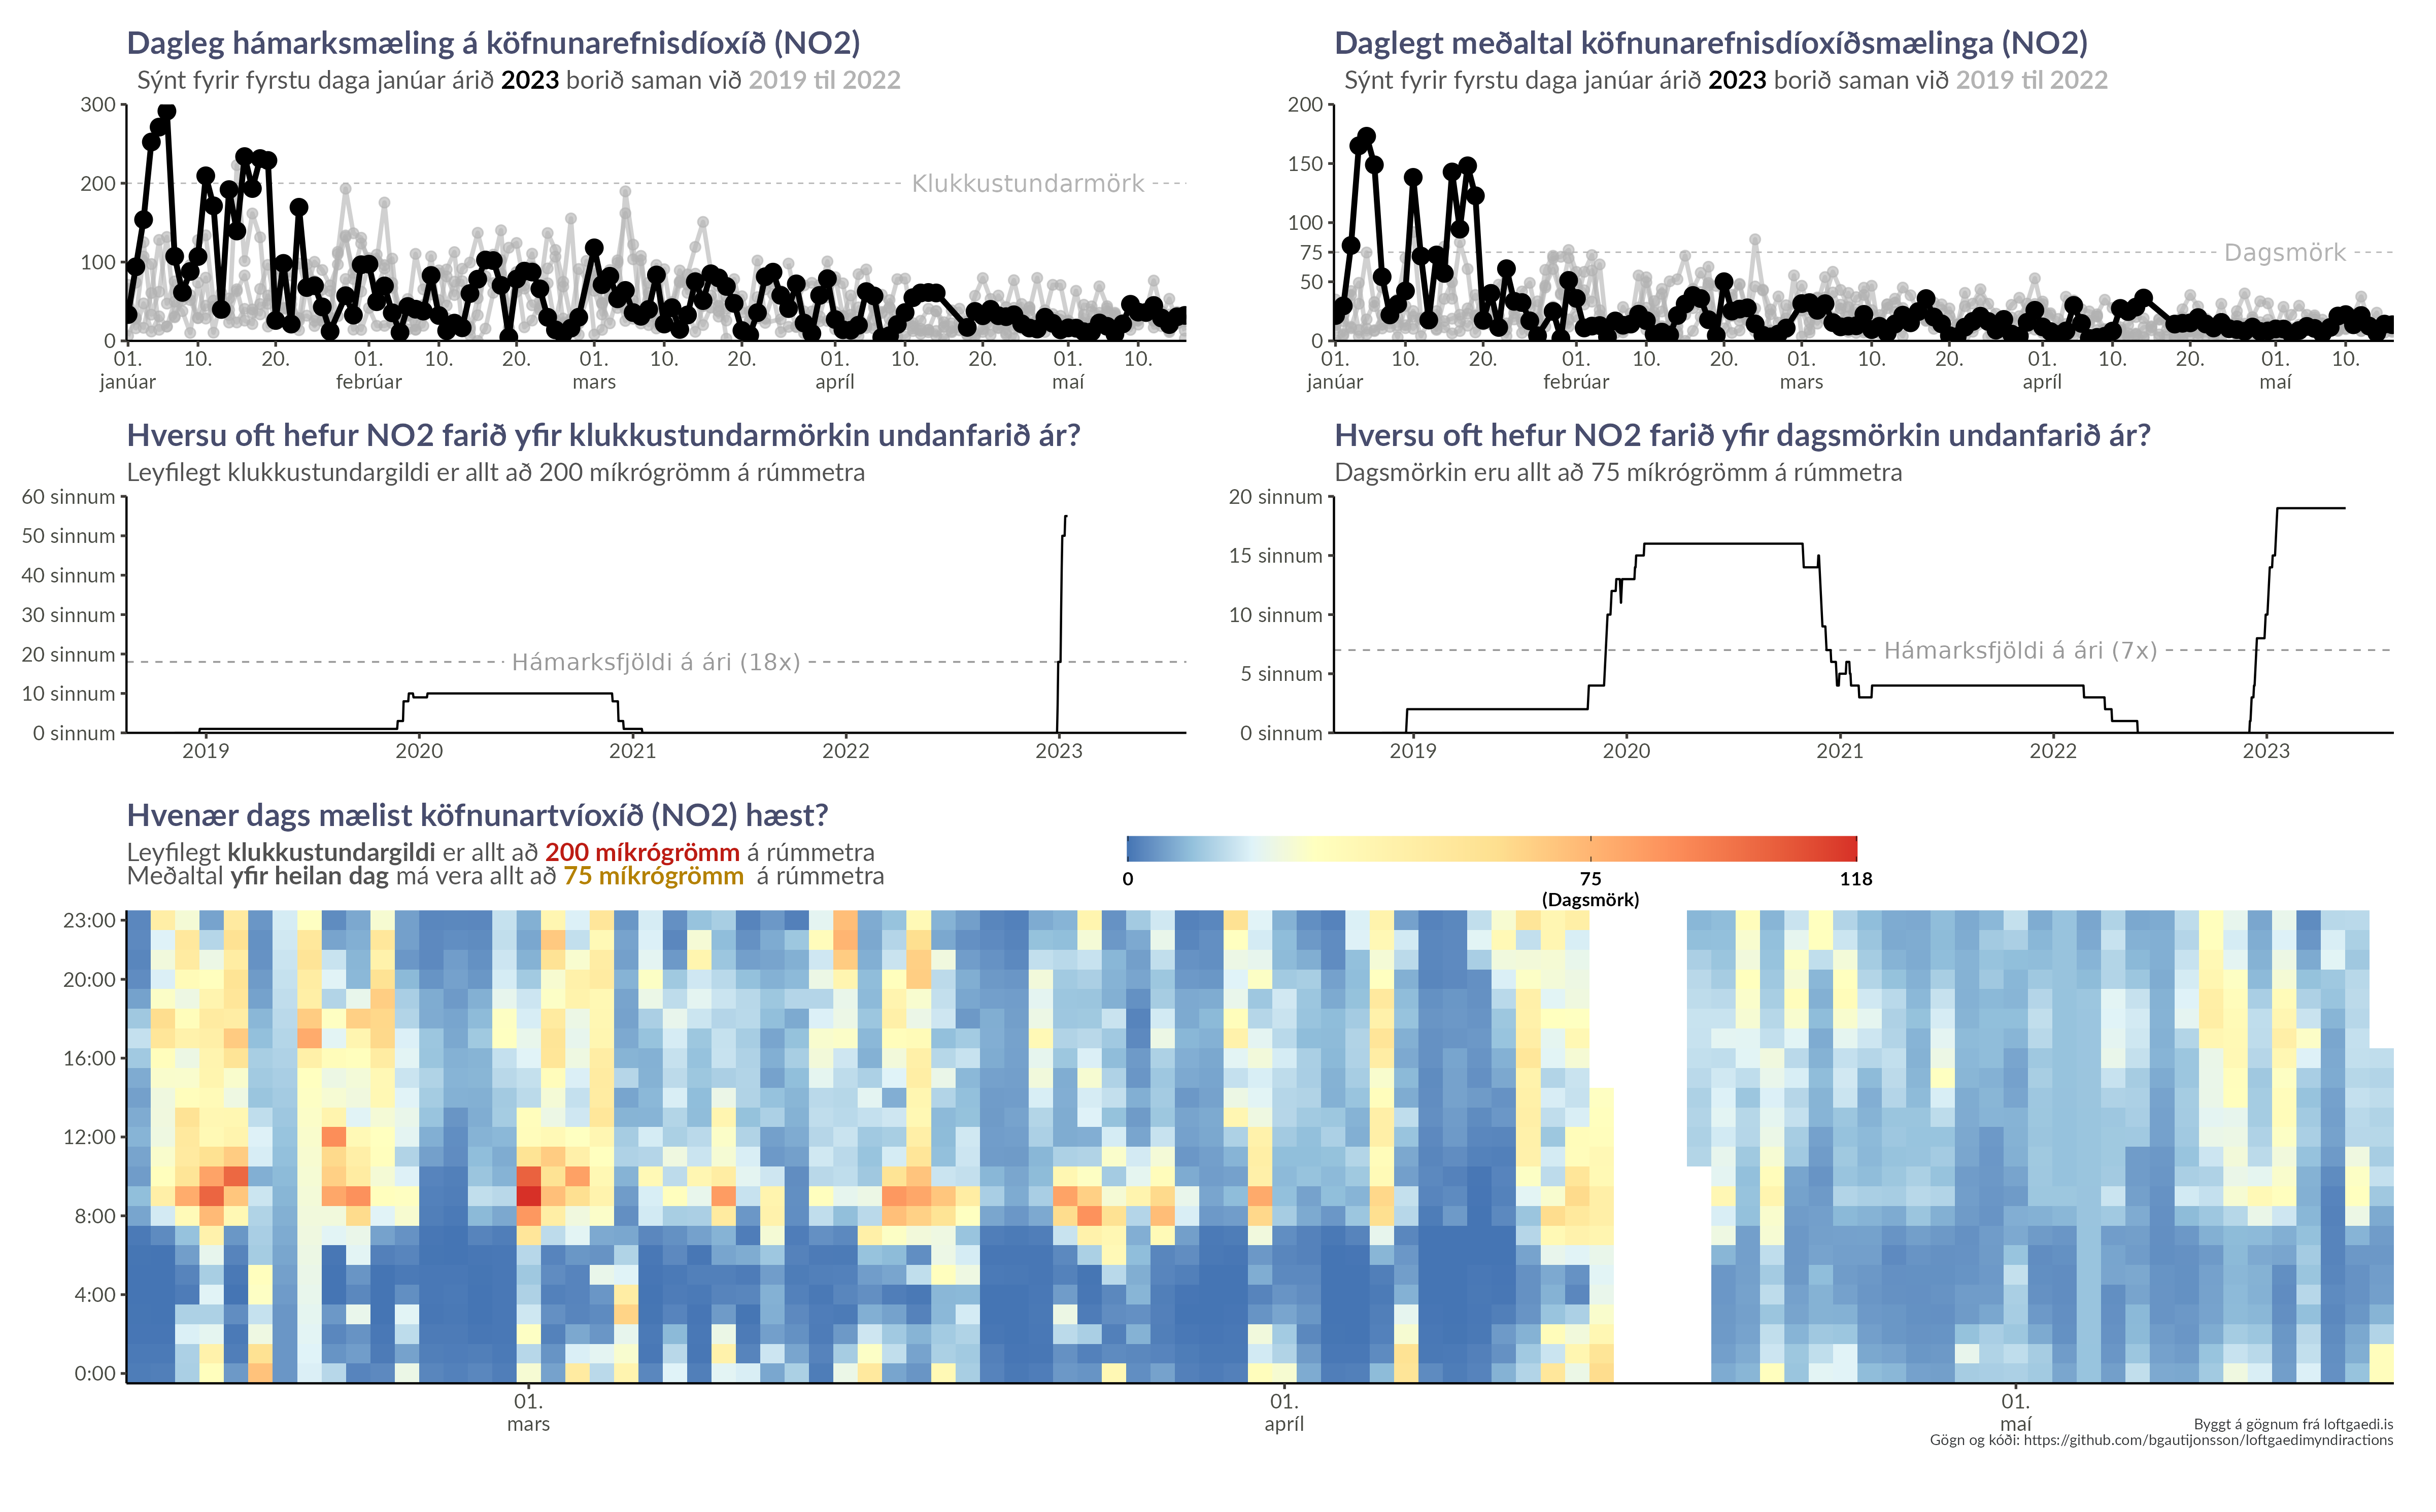 Dagleg hámarksmæling á köfnunarefnisdíoxíð (NO2)
Sýnt fyrir fyrstu daga janúar árið 2023 borið saman við 2019 til 2022
300
200
100
0
Klukkustundarmörk
01. 10. 20. 01. 10. 20. 01. 10. 20. 01. 10. 20. 01. 10.
janúar febrúar mars apríl maí
Daglegt meðaltal köfnunarefnisdíoxíðsmælinga (NO2)
Sýnt fyrir fyrstu daga janúar árið 2023 borið saman við 2019 til 2022
200
150
100
75
50
0
Dagsmörk
01. 10. 20. 01. 10. 20. 01. 10. 20. 01. 10. 20. 01. 10.
janúar febrúar mars apríl maí
Hversu oft hefur NO2 farið yfir klukkustundarmörkin undanfarið ár?
Leyfilegt klukkustundargildi er allt að 200 míkrógrömm á rúmmetra
60 sinnum
50 sinnum
40 sinnum
30 sinnum
20 sinnum
10 sinnum
0 sinnum
Hámarksfjöldi á ári (18x)
2019 2020 2021 2022 2023
Hversu oft hefur NO2 farið yfir dagsmörkin undanfarið ár?
Dagsmörkin eru allt að 75 míkrógrömm á rúmmetra
20 sinnum
15 sinnum
10 sinnum
5 sinnum
0 sinnum
Hámarksfjöldi á ári (7x)
2019 2020 2021 2022 2023
Hvenær dags mælist köfnunartvíoxíð (NO2) hæst?
Leyfilegt klukkustundargildi er allt að 200 míkrógrömm á rúmmetra
Meðaltal yfir heilan dag má vera allt að 75 míkrógrömm á rúmmetra
0 75 118
(Dagsmörk)
23:00
20:00
16:00
12:00
8:00
4:00
0:00
01. 01. 01.
mars apríl maí
Byggt á gögnum frá loftgaedi.is
Gögn og kóði: https://github.com/bgautijonsson/loftgaedimyndiractions